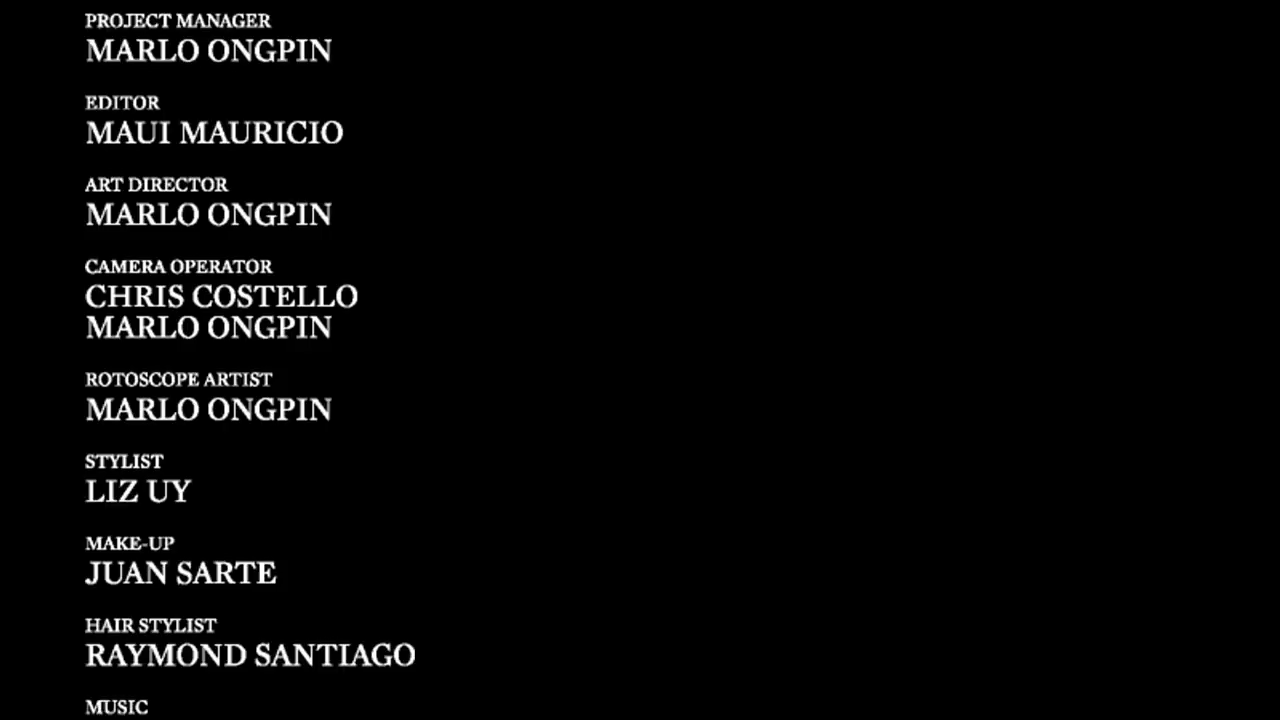 PROJECT MANAGER
MARLO ONGPIN
EDITOR
MAUI MAURICIO
ART DIRECTOR
MARLO ONGPIN
CAMERA OPERATOR
CHRIS COSTELLO
MARLO ONGPIN
ROTOSCOPE ARTIST
MARLO ONGPIN
STYLIST
LIZ UY
MAKE-UP
JUAN SARTE
HAIR STYLIST
RAYMOND SANTIAGO
MUSIC